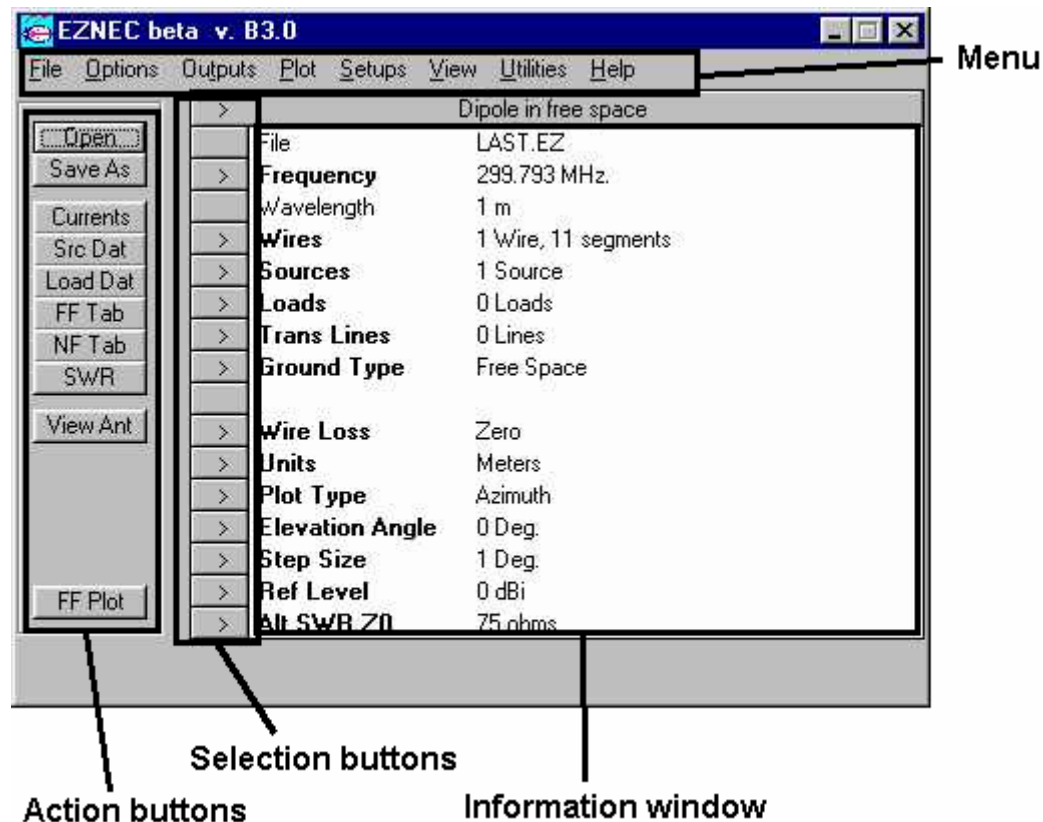 EZNEC beta v. B3.0
File Options Outputs Plot Setups View Utilities Help
Menu
> Dipole in free space
Open
Save As
Currents
Src Dat
Load Dat
FF Tab
NF Tab
SWR
View Ant
FF Plot
File LAST.EZ
> Frequency 299.793 MHz.
Wavelength 1 m
> Wires 1 Wire, 11 segments
> Sources 1 Source
> Loads 0 Loads
> Trans Lines 0 Lines
> Ground Type Free Space
> Wire Loss Zero
> Units Meters
> Plot Type Azimuth
> Elevation Angle 0 Deg.
> Step Size 1 Deg.
> Ref Level 0 dBi
> Alt SWR Z0 75 ohms
Selection buttons
Action buttons
Information window